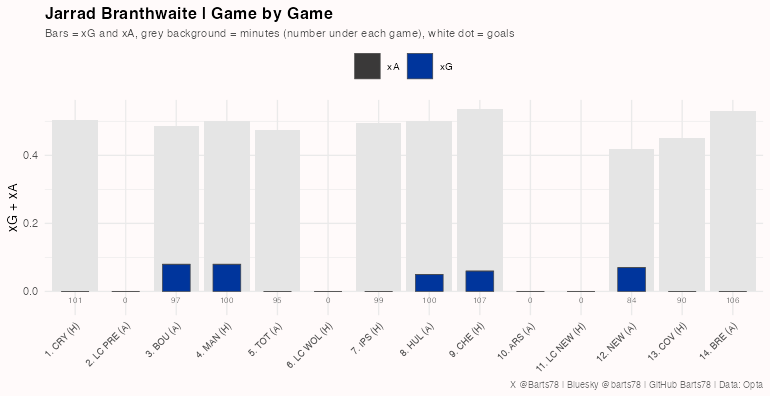 Jarrad Branthwaite | Game by Game
Bars = xG and xA, grey background = minutes (number under each game), white dot = goals
xA xG
xG + xA
0.4
0.2
0.0
101 0 97 100 95 0 99 100 107 0 0 84 90 106
1. CRY (H)
2. LC PRE (A)
3. BOU (A)
4. MAN (H)
5. TOT (A)
6. LC WOL (H)
7. IPS (H)
8. HUL (A)
9. CHE (H)
10. ARS (A)
11. LC NEW (H)
12. NEW (A)
13. COV (H)
14. BRE (A)
X @Barts78 | Bluesky @barts78 | GitHub Barts78 | Data: Opta